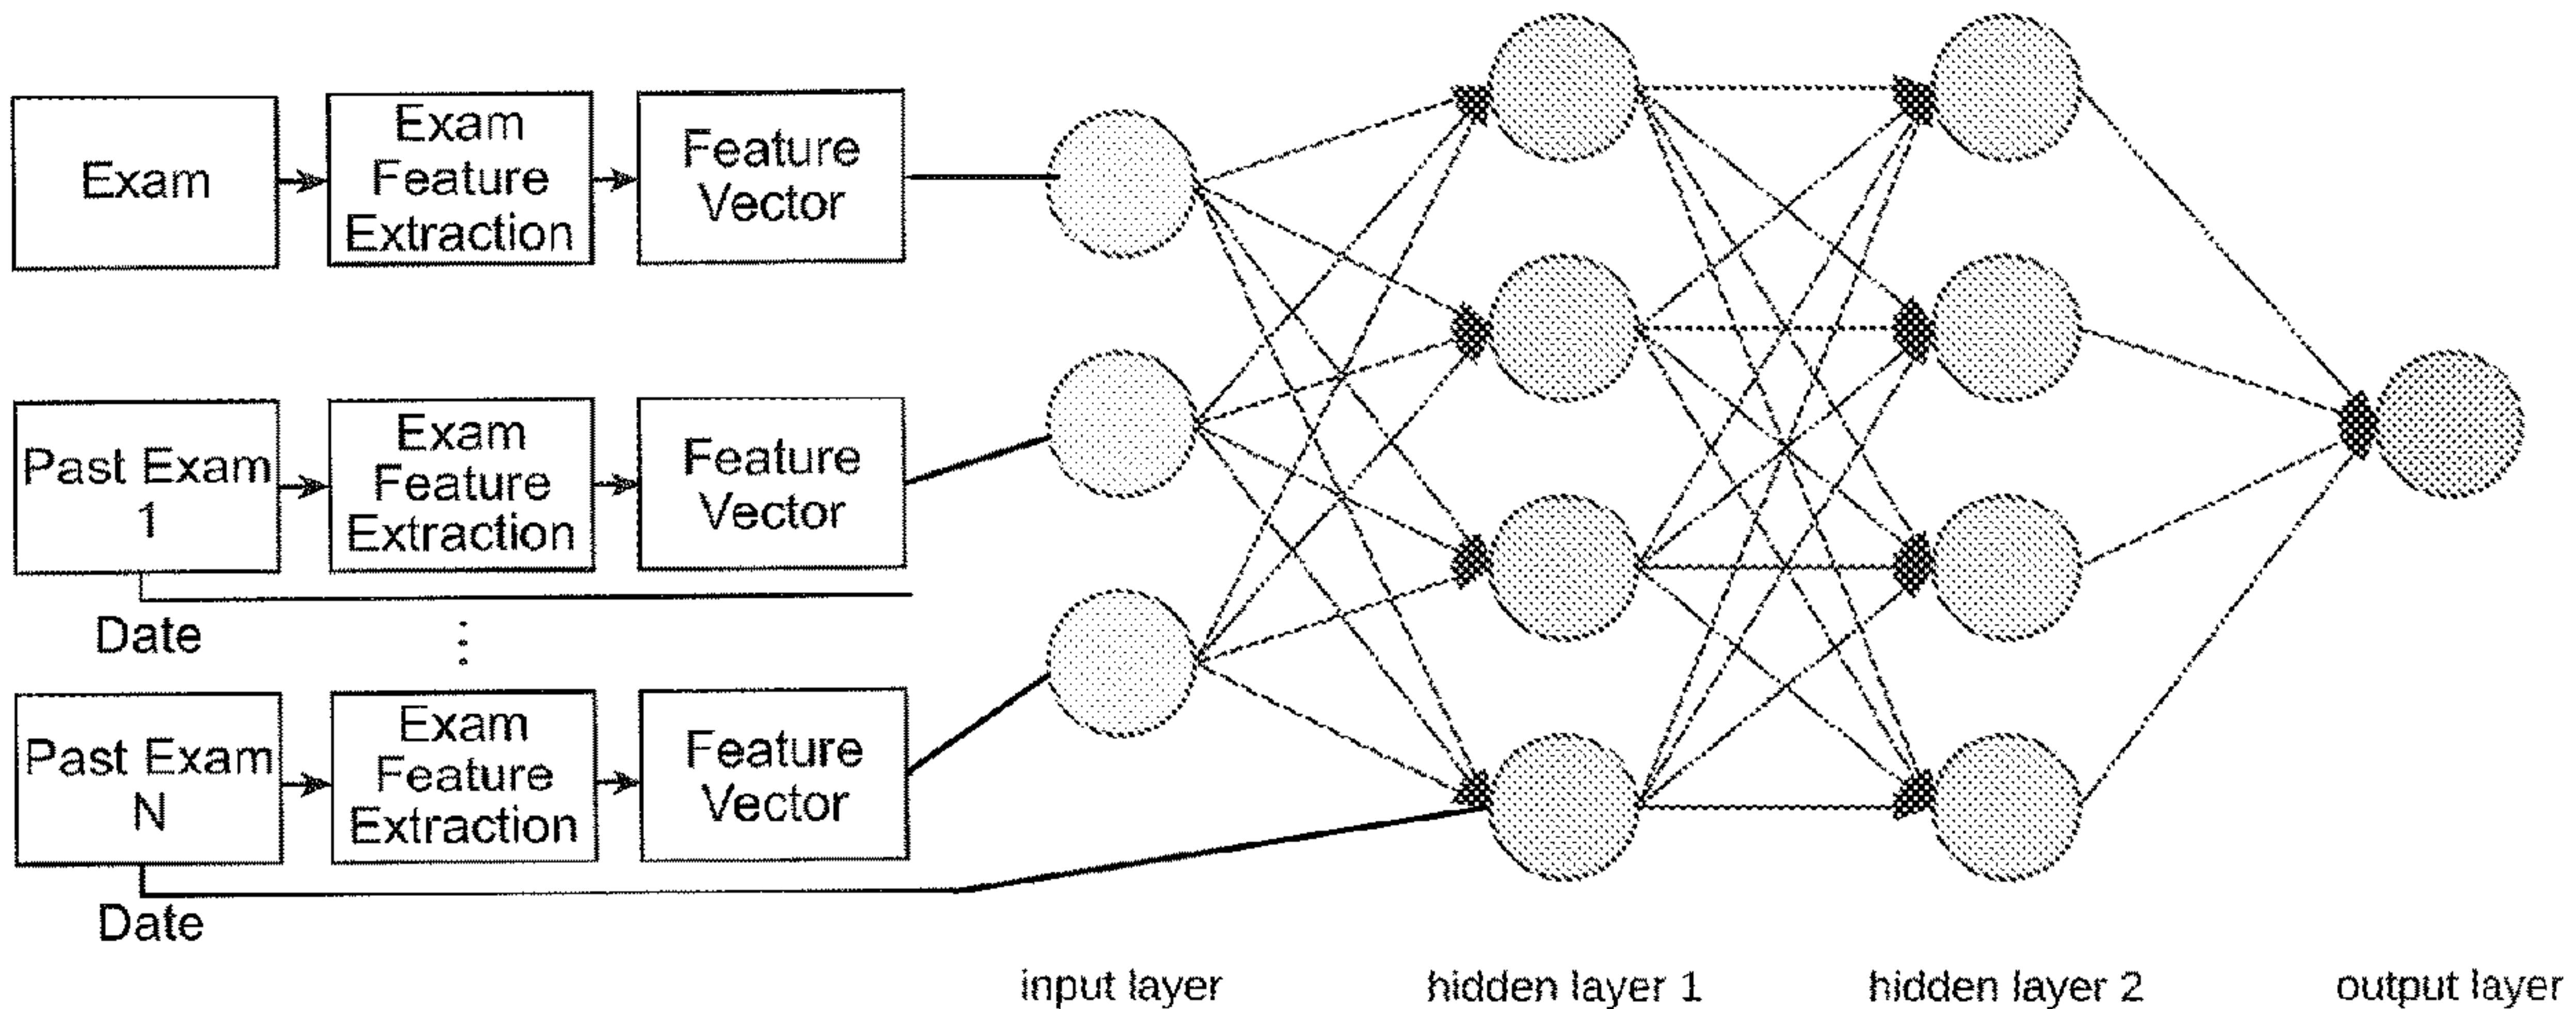 Exam
Exam
Feature
Extraction
Feature
Vector
Past Exam
1
Exam
Feature
Extraction
Feature
Vector
Date
⋮
Past Exam
N
Exam
Feature
Extraction
Feature
Vector
Date
input layer
hidden layer 1
hidden layer 2
output layer